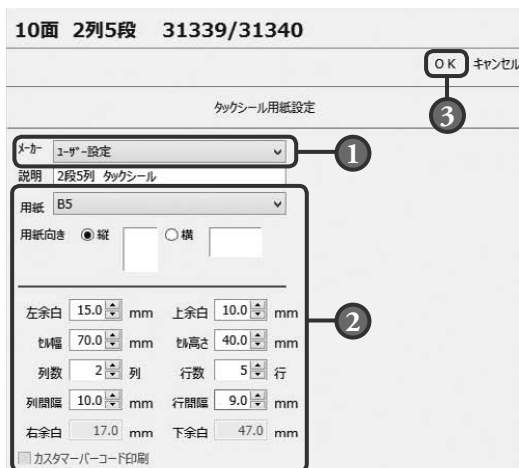 10面 2列5段 31339/31340
OK キャンセル
3
タックシール用紙設定
メーカー ユーザー設定
1
説明 2段5列 タックシール
用紙 B5
用紙向き 縦 横
左余白 15.0 mm 上余白 10.0 mm
2
セル幅 70.0 mm セル高さ 40.0 mm
列数 2 列 行数 5 行
列間隔 10.0 mm 行間隔 9.0 mm
右余白 17.0 mm 下余白 47.0 mm
カスタマーバーコード印刷